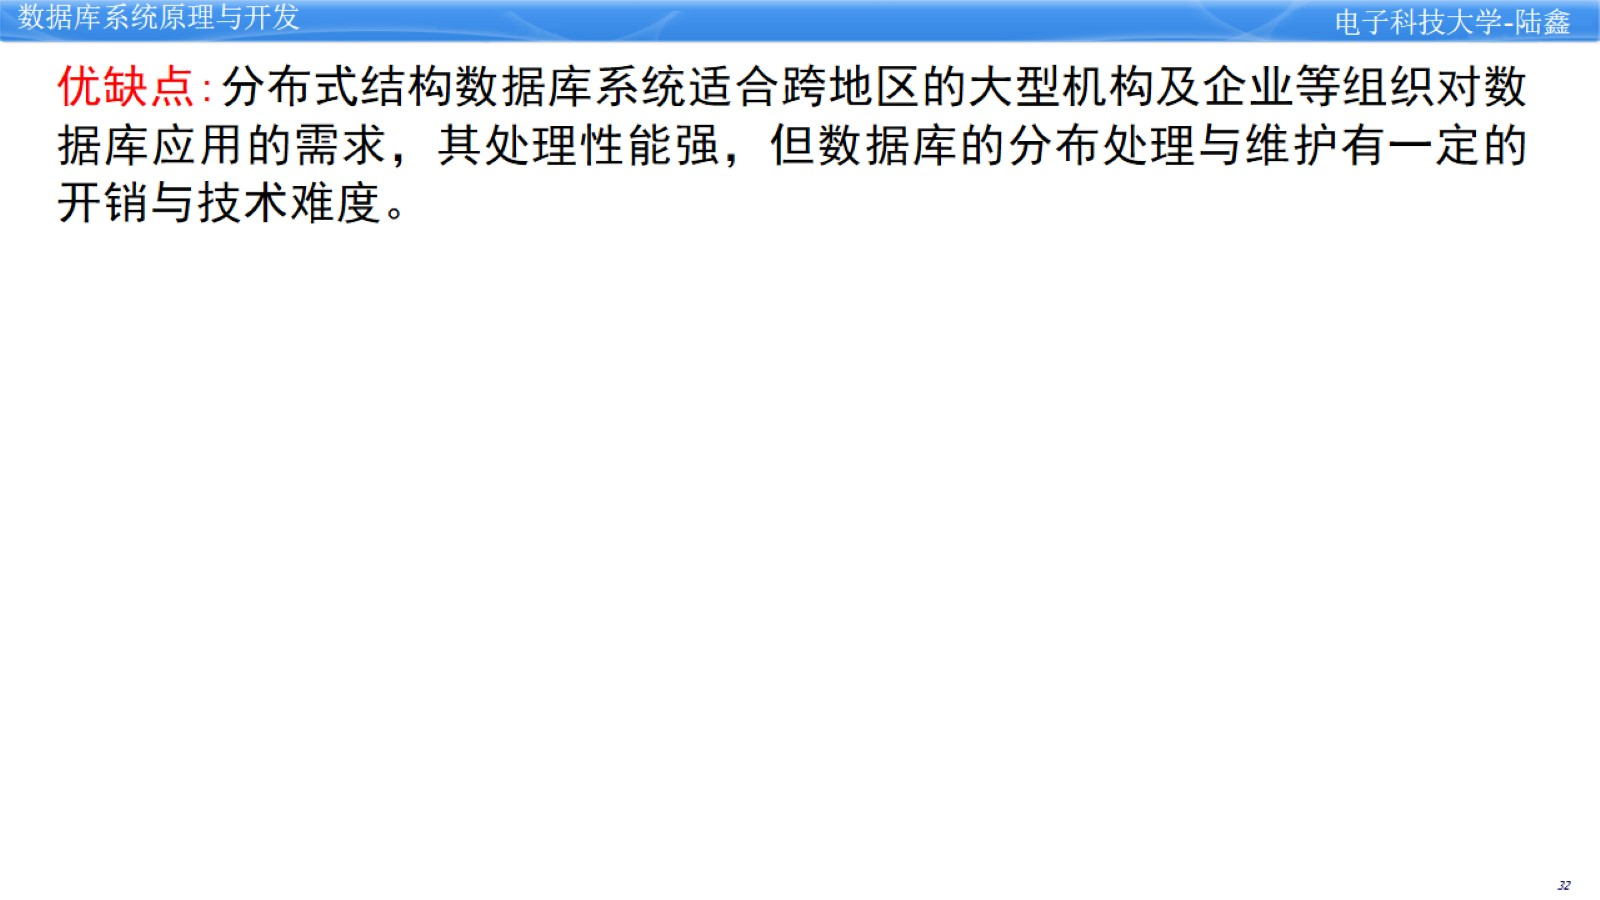 数据库系统原理与开发
电子科技大学-陆鑫
优缺点:分布式结构数据库系统适合跨地区的大型机构及企业等组织对数
据库应用的需求，其处理性能强，但数据库的分布处理与维护有一定的
开销与技术难度。
32